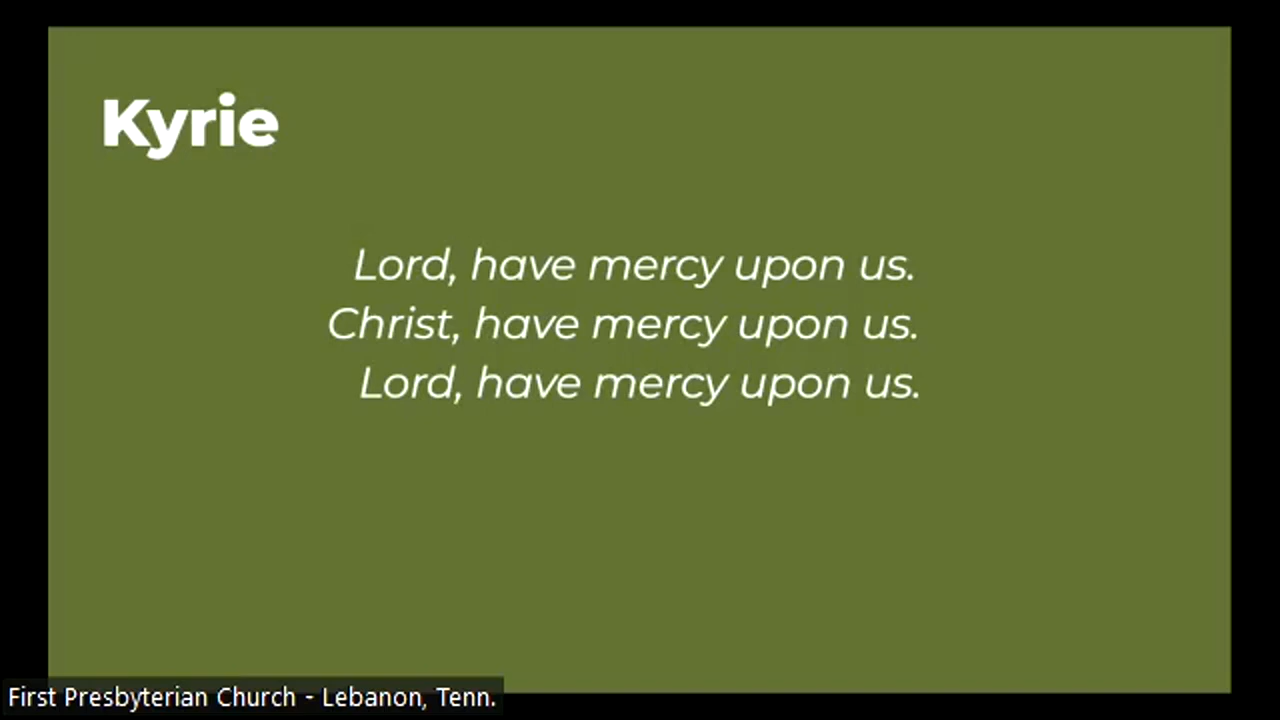 Kyrie
Lord, have mercy upon us.
Christ, have mercy upon us.
Lord, have mercy upon us.
First Presbyterian Church - Lebanon, Tenn.